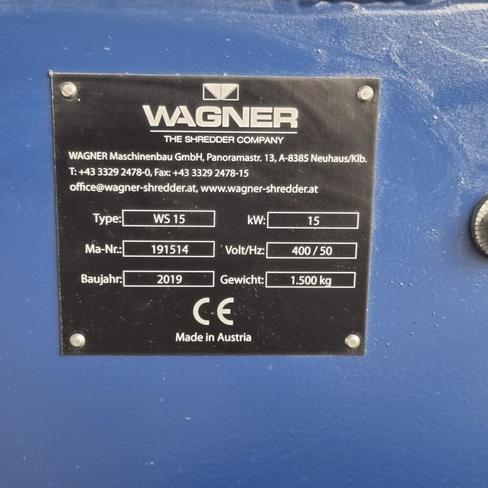 WAGNER
THE SHREDDER COMPANY
WAGNER Maschinenbau GmbH, Panoramastr. 13, A-8385 Neuhaus/Klb.
T: +43 3329 2478-0, Fax: +43 3329 2478-15
office@wagner-shredder.at, www.wagner-shredder.at
Type: WS 15 kW: 15
Ma-Nr.: 191514 Volt/Hz: 400 / 50
Baujahr: 2019 Gewicht: 1.500 kg
CE
Made in Austria